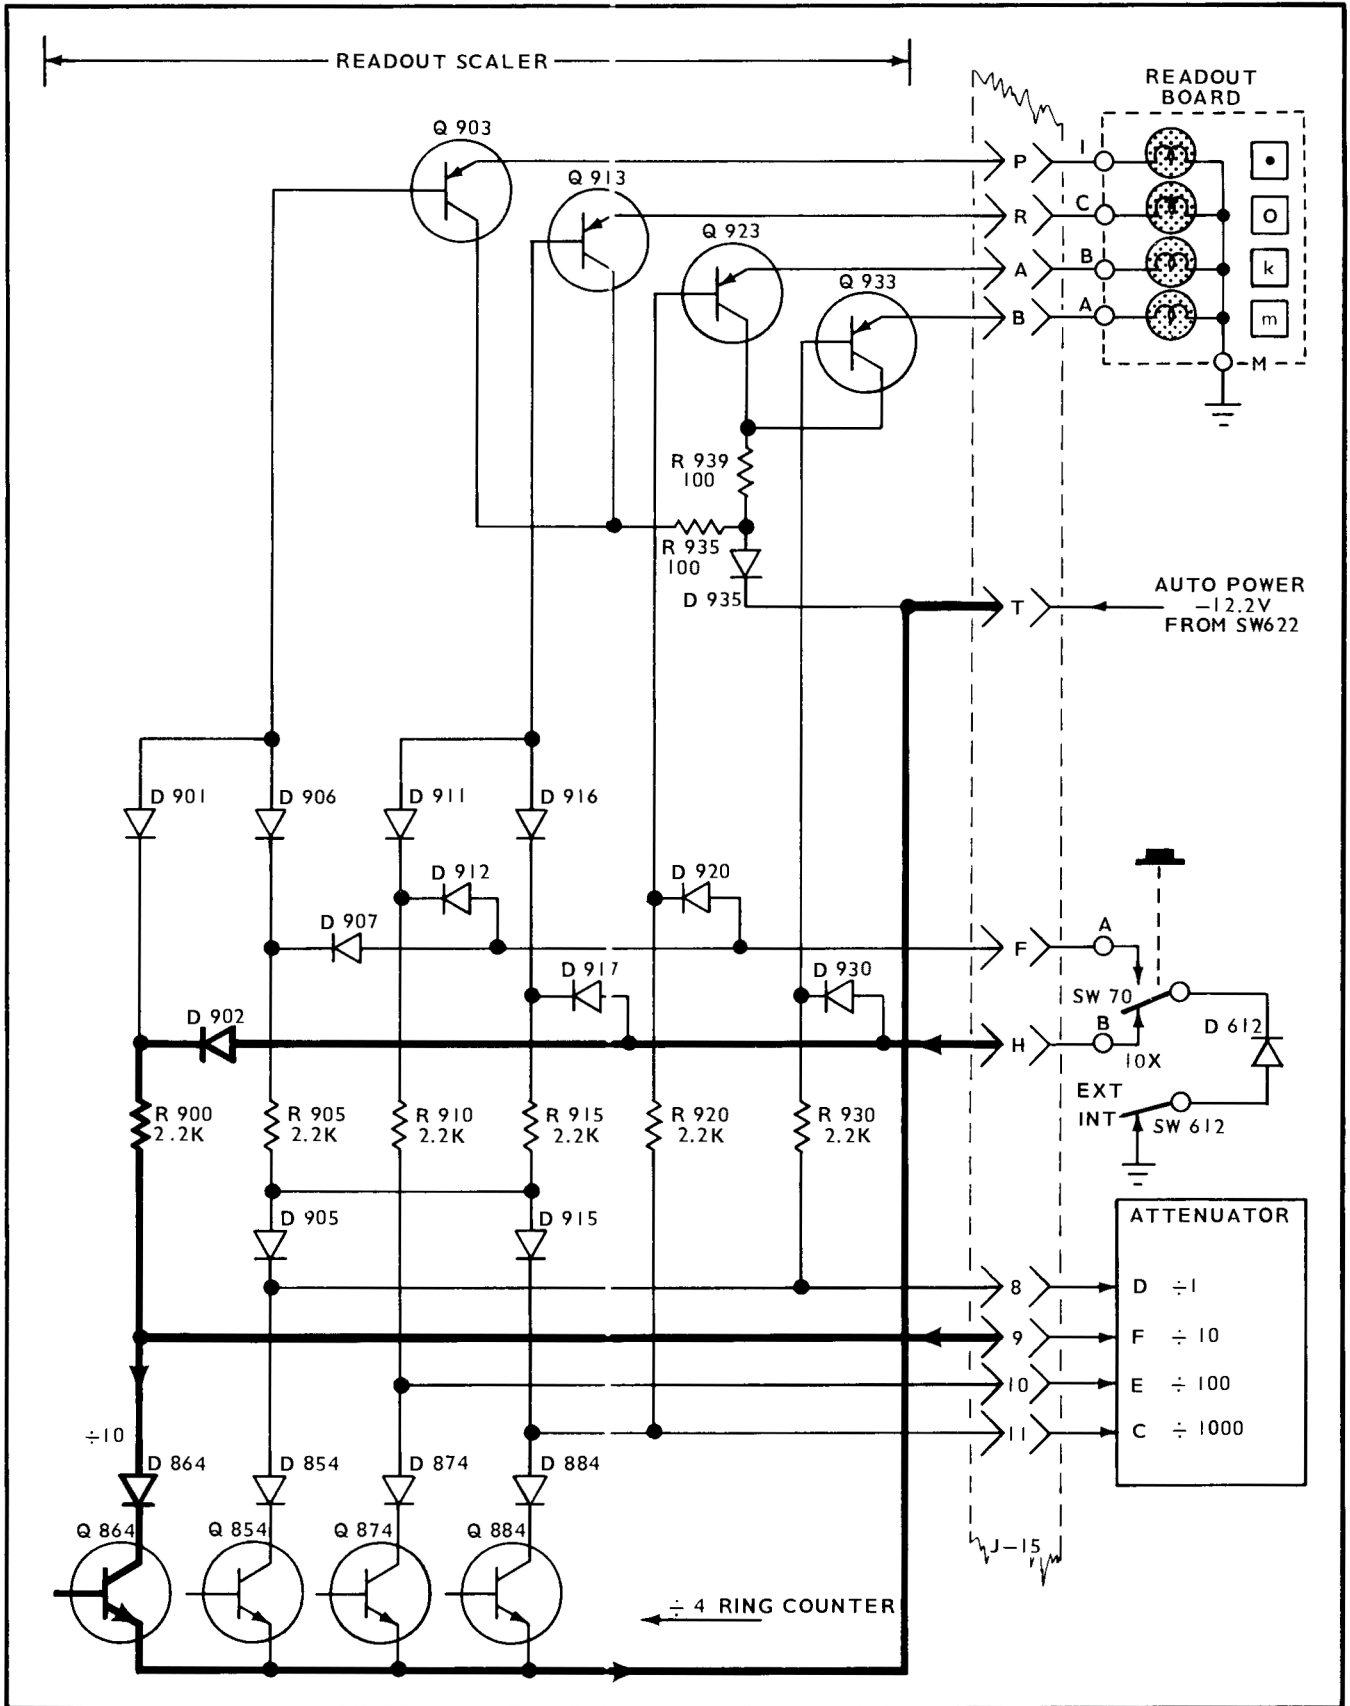 READOUT SCALER
READOUT
BOARD
Q 903
P
I
Q 913
R
C
O
Q 923
A
B
k
Q 933
B
A
m
M
R 939
100
R 935
100
D 935
T
AUTO POWER
-12.2V
FROM SW622
D 901
D 906
D 911
D 916
D 912
D 920
D 907
F
A
D 917
D 930
SW 70
D 902
H
B
10X
D 612
EXT
INT
SW 612
R 900
2.2K
R 905
2.2K
R 910
2.2K
R 915
2.2K
R 920
2.2K
R 930
2.2K
D 905
D 915
ATTENUATOR
8
D ÷1
9
F ÷ 10
10
E ÷ 100
11
C ÷ 1000
÷10
D 864
D 854
D 874
D 884
Q 864
Q 854
Q 874
Q 884
J-15
÷ 4 RING COUNTER